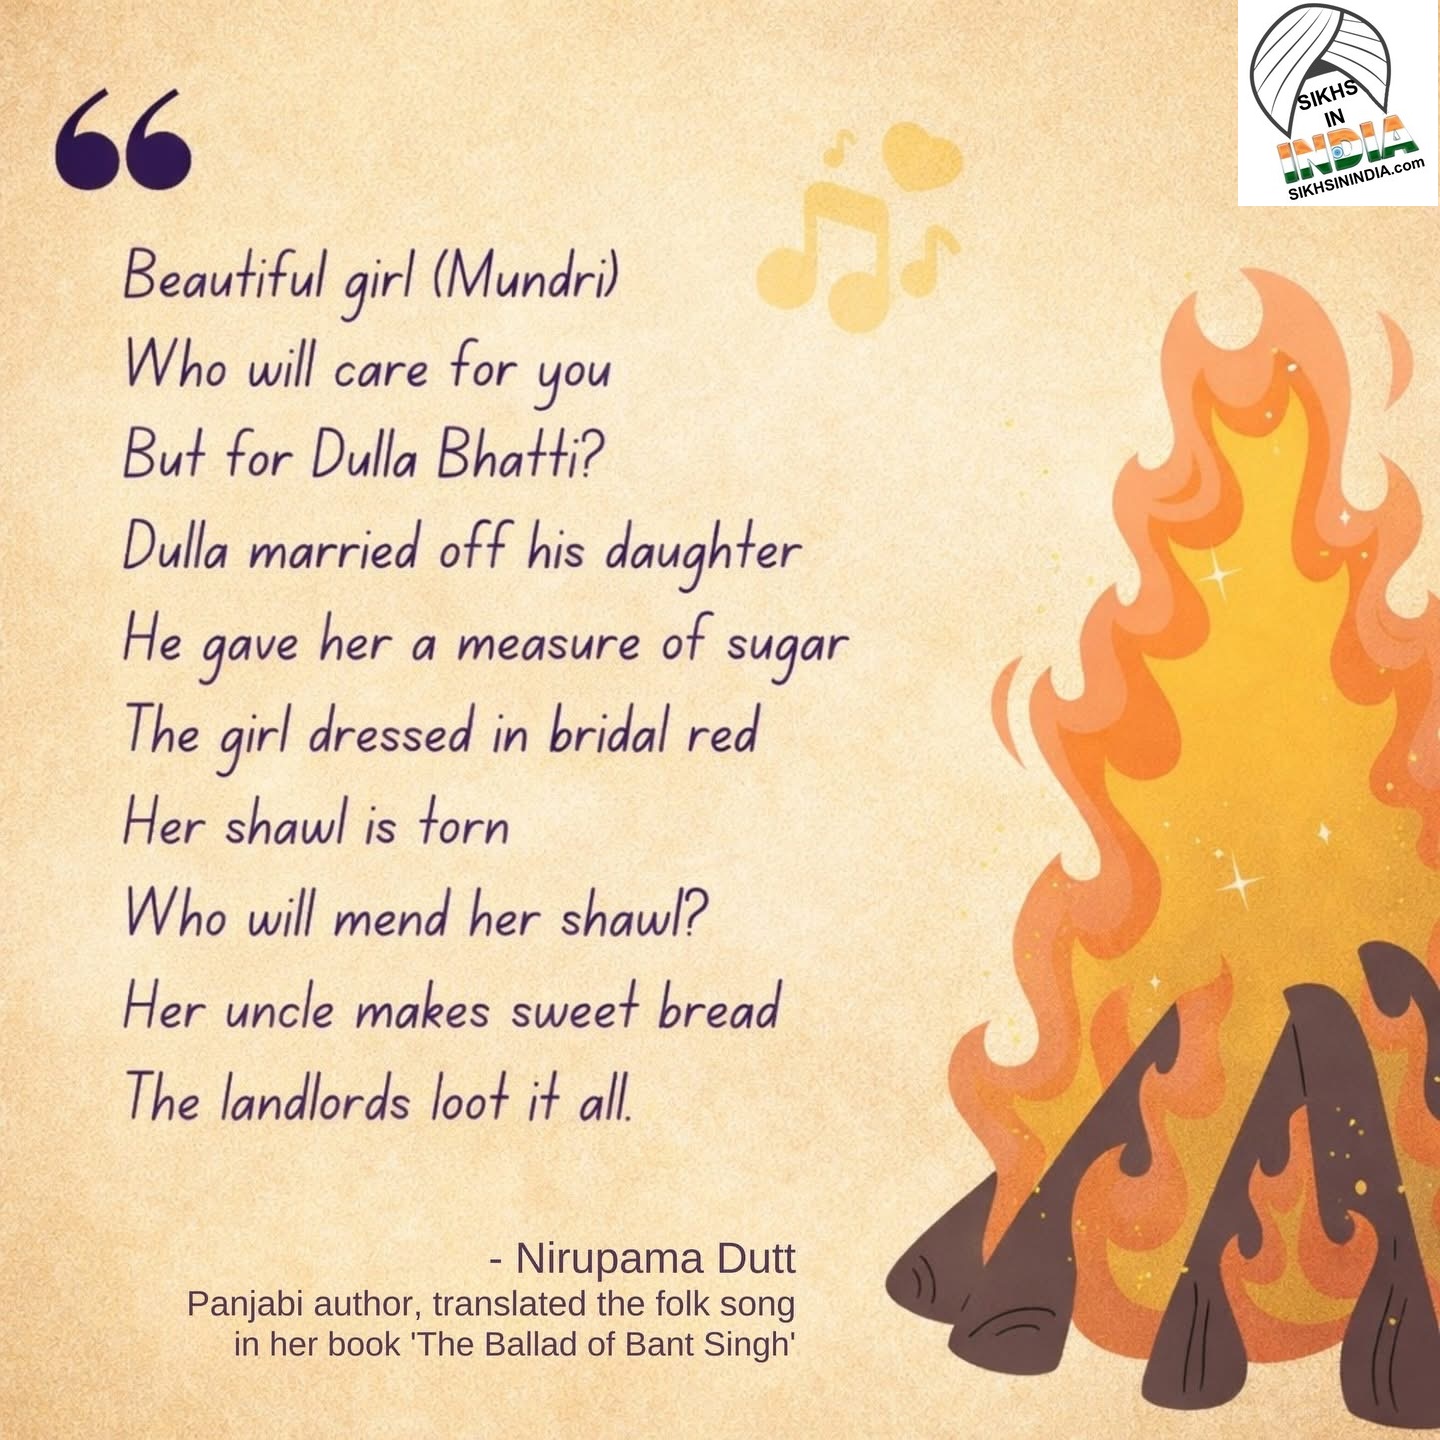 SIKHS
IN
INDIA
SIKHSININDIA.com
“
Beautiful girl (Mundri)
Who will care for you
But for Dulla Bhatti?
Dulla married off his daughter
He gave her a measure of sugar
The girl dressed in bridal red
Her shawl is torn
Who will mend her shawl?
Her uncle makes sweet bread
The landlords loot it all.
- Nirupama Dutt
Panjabi author, translated the folk song
in her book 'The Ballad of Bant Singh'